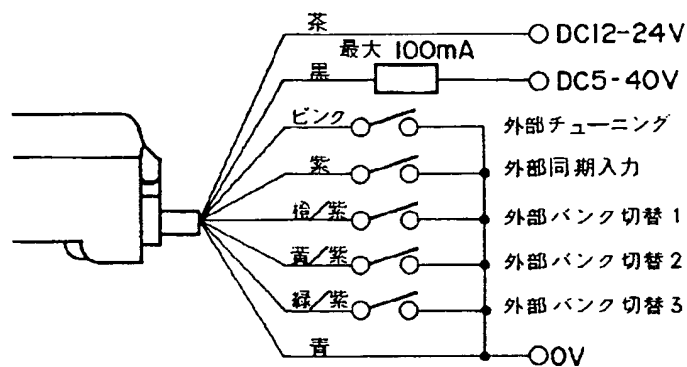 茶 DC12-24V
最大 100mA
黒 DC5-40V
ピンク 外部チューニング
紫 外部同期入力
橙/紫 外部バンク切替 1
黄/紫 外部バンク切替 2
緑/紫 外部バンク切替 3
青 0V